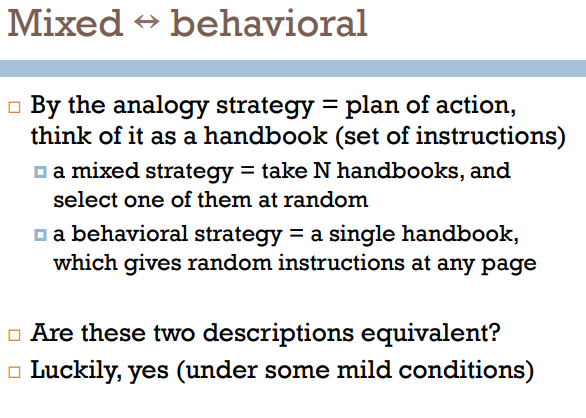 Mixed ↔ behavioral
By the analogy strategy = plan of action,
think of it as a handbook (set of instructions)
a mixed strategy = take N handbooks, and
select one of them at random
a behavioral strategy = a single handbook,
which gives random instructions at any page
Are these two descriptions equivalent?
Luckily, yes (under some mild conditions)